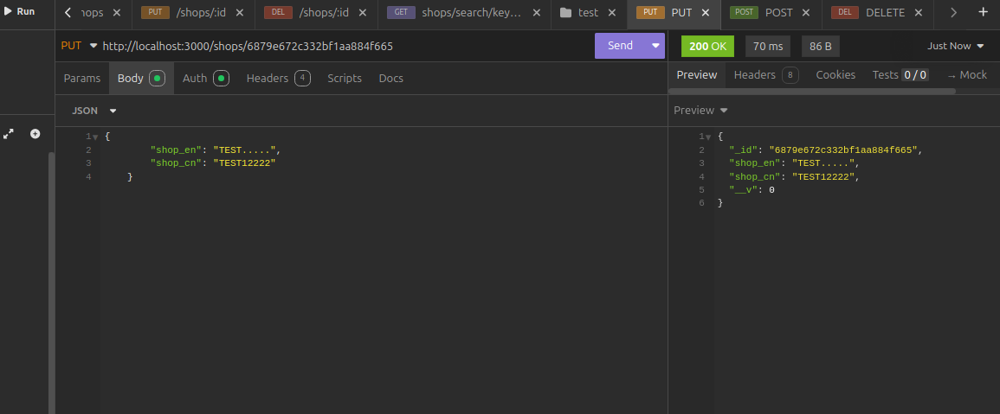 Run
hops
PUT /shops/:id
DEL /shops/:id
GET shops/search/key...
test
PUT PUT
POST POST
DEL DELETE
PUT http://localhost:3000/shops/6879e672c332bf1aa884f665
Send
200 OK
70 ms
86 B
Just Now
Params Body Auth Headers 4 Scripts Docs
Preview Headers 8 Cookies Tests 0 / 0 → Mock
JSON
Preview
1 {
2 "shop_en": "TEST.....",
3 "shop_cn": "TEST12222"
4 }
1 {
2 "_id": "6879e672c332bf1aa884f665",
3 "shop_en": "TEST.....",
4 "shop_cn": "TEST12222",
5 "__v": 0
6 }